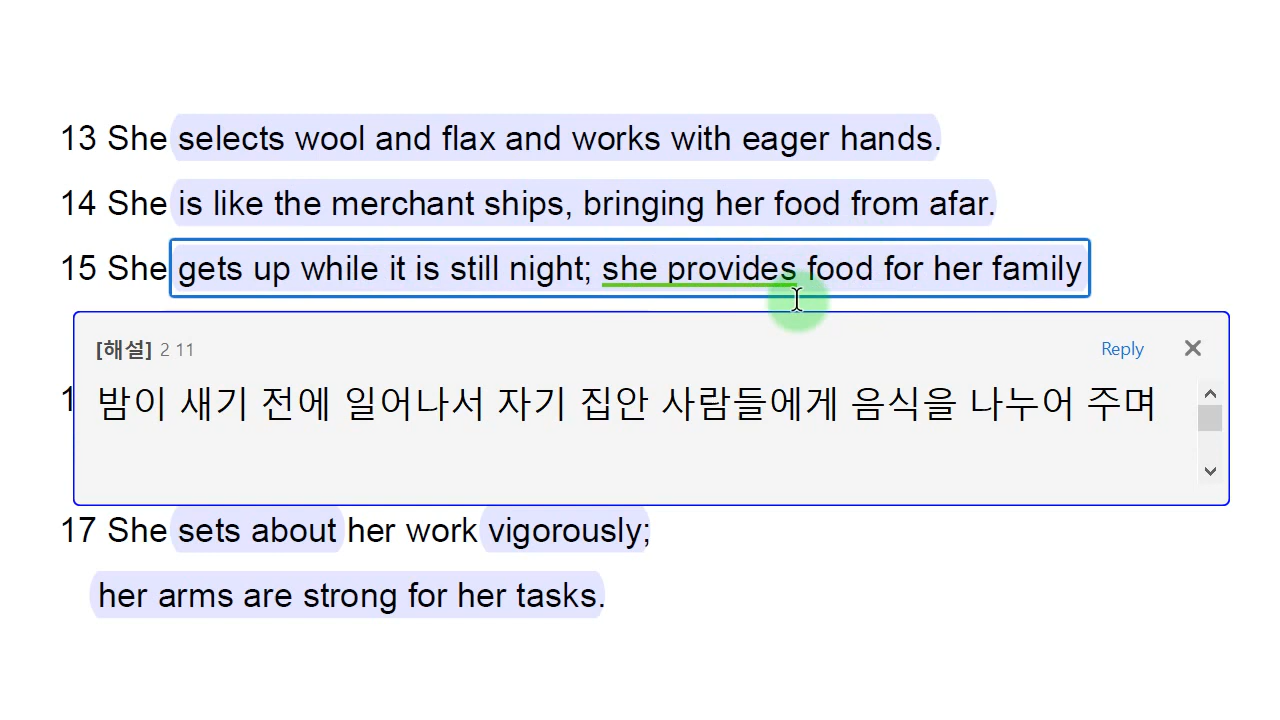 13 She selects wool and flax and works with eager hands.
14 She is like the merchant ships, bringing her food from afar.
15 She gets up while it is still night; she provides food for her family
[해설] 2 11
Reply
1
밤이 새기 전에 일어나서 자기 집안 사람들에게 음식을 나누어 주며
17 She sets about her work vigorously;
her arms are strong for her tasks.